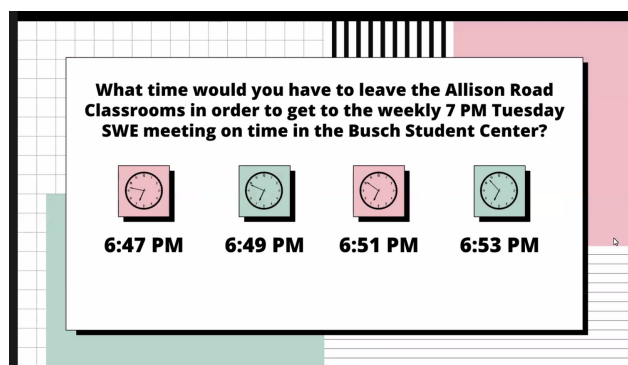 What time would you have to leave the Allison Road
Classrooms in order to get to the weekly 7 PM Tuesday
SWE meeting on time in the Busch Student Center?
6:47 PM 6:49 PM 6:51 PM 6:53 PM